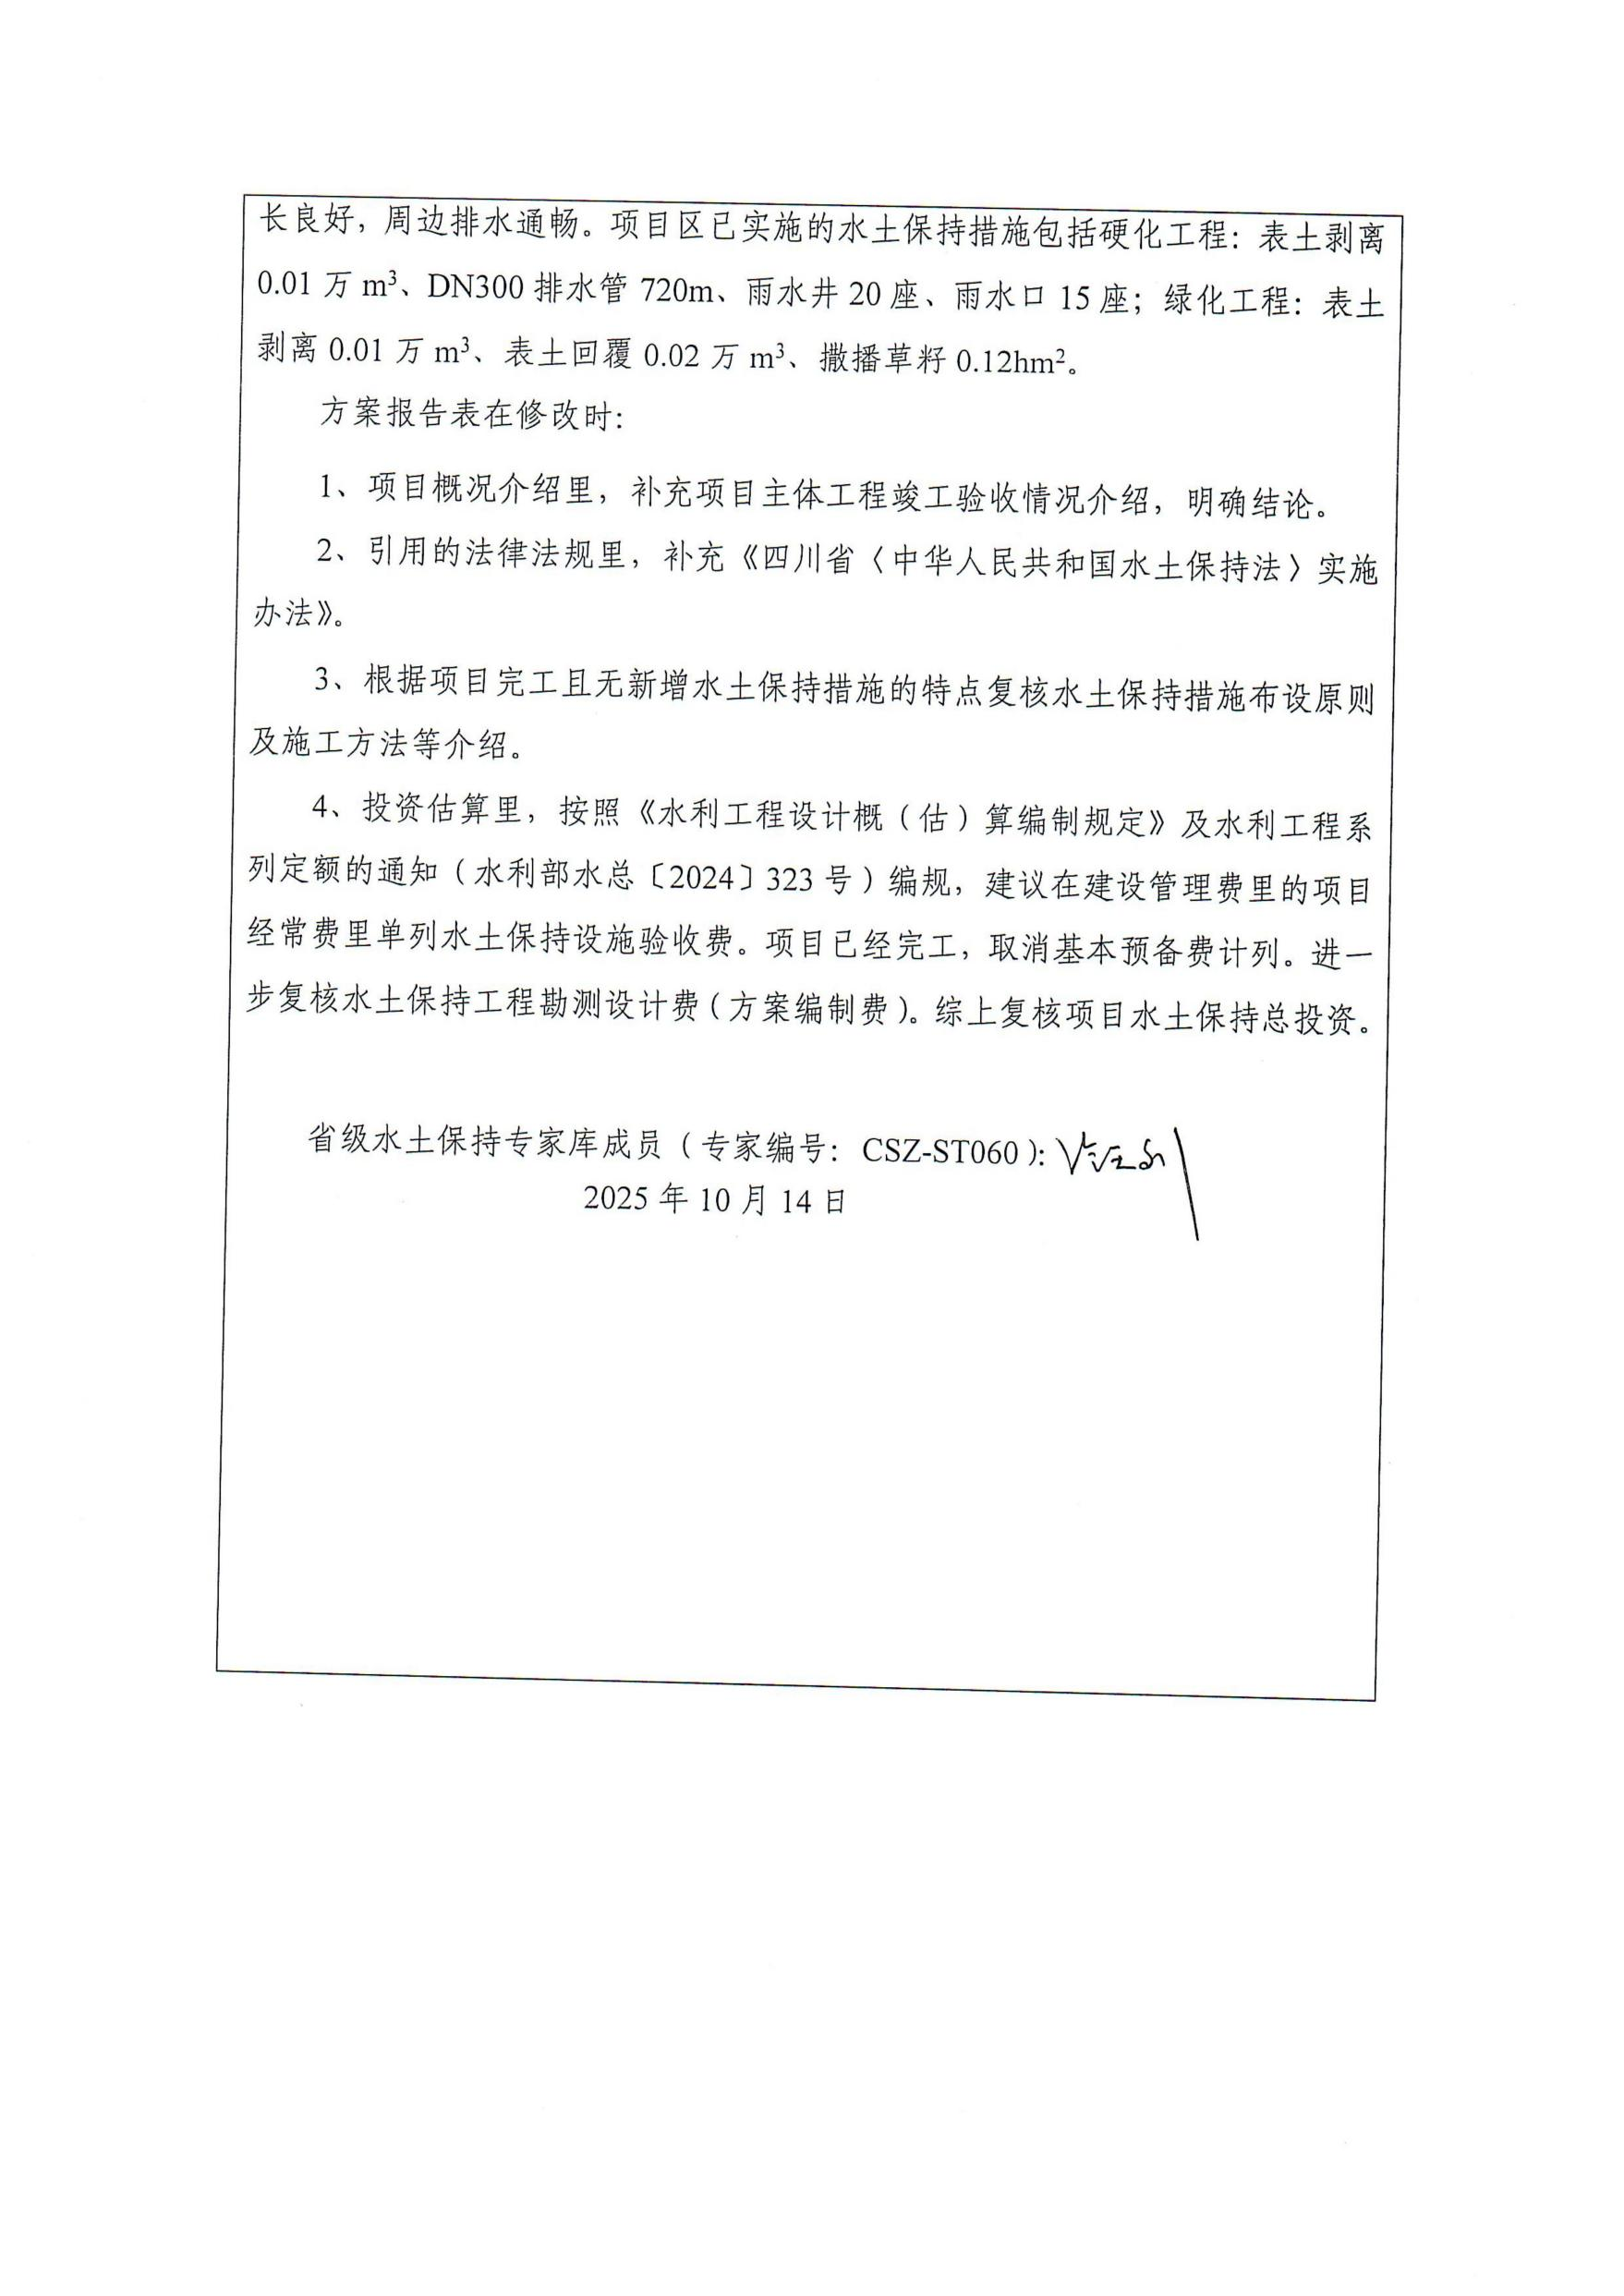 长良好，周边排水通畅。项目区已实施的水土保持措施包括硬化工程：表土剥离
0.01 万 m³、DN300 排水管 720m、雨水井 20 座、雨水口 15 座；绿化工程：表土
剥离 0.01 万 m³、表土回覆 0.02 万 m³、撒播草籽 0.12hm²。
方案报告表在修改时：
1、项目概况介绍里，补充项目主体工程竣工验收情况介绍，明确结论。
2、引用的法律法规里，补充《四川省〈中华人民共和国水土保持法〉实施
办法》。
3、根据项目完工且无新增水土保持措施的特点复核水土保持措施布设原则
及施工方法等介绍。
4、投资估算里，按照《水利工程设计概（估）算编制规定》及水利工程系
列定额的通知（水利部水总〔2024〕323 号）编规，建议在建设管理费里的项目
经常费里单列水土保持设施验收费。项目已经完工，取消基本预备费计列。进一
步复核水土保持工程勘测设计费（方案编制费）。综上复核项目水土保持总投资。
省级水土保持专家库成员（专家编号：CSZ-ST060）：
2025 年 10 月 14 日